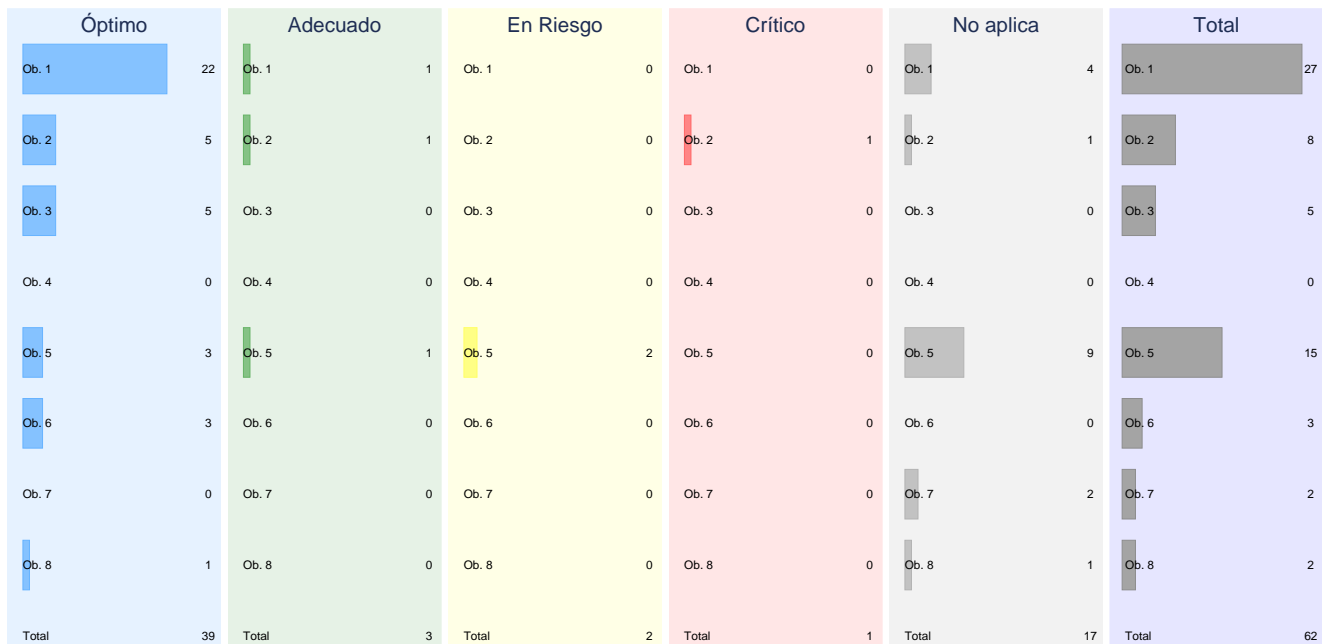 Óptimo Adecuado En Riesgo Crítico No aplica Total
Ob. 1 22 Ob. 1 1 Ob. 1 0 Ob. 1 0 Ob. 1 4 Ob. 1 27
Ob. 2 5 Ob. 2 1 Ob. 2 0 Ob. 2 1 Ob. 2 1 Ob. 2 8
Ob. 3 5 Ob. 3 0 Ob. 3 0 Ob. 3 0 Ob. 3 0 Ob. 3 5
Ob. 4 0 Ob. 4 0 Ob. 4 0 Ob. 4 0 Ob. 4 0 Ob. 4 0
Ob. 5 3 Ob. 5 1 Ob. 5 2 Ob. 5 0 Ob. 5 9 Ob. 5 15
Ob. 6 3 Ob. 6 0 Ob. 6 0 Ob. 6 0 Ob. 6 0 Ob. 6 3
Ob. 7 0 Ob. 7 0 Ob. 7 0 Ob. 7 0 Ob. 7 2 Ob. 7 2
Ob. 8 1 Ob. 8 0 Ob. 8 0 Ob. 8 0 Ob. 8 1 Ob. 8 2
Total 39 Total 3 Total 2 Total 1 Total 17 Total 62